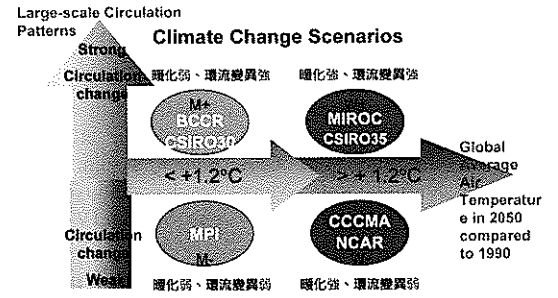 Large-scale Circulation
Patterns
Climate Change Scenarios
Strong
Circulation
change
暖化弱、環流變異強
暖化強、環流變異強
M+
BCCR
CSIRO30
MIROC
CSIRO35
< +1.2°C
> + 1.2°C
Global
average
Air
Temperatur
e in 2050
compared
to 1990
Circulation
change
Weak
MPI
M-
CCCMA
NCAR
暖化弱、環流變異弱
暖化強、環流變異弱